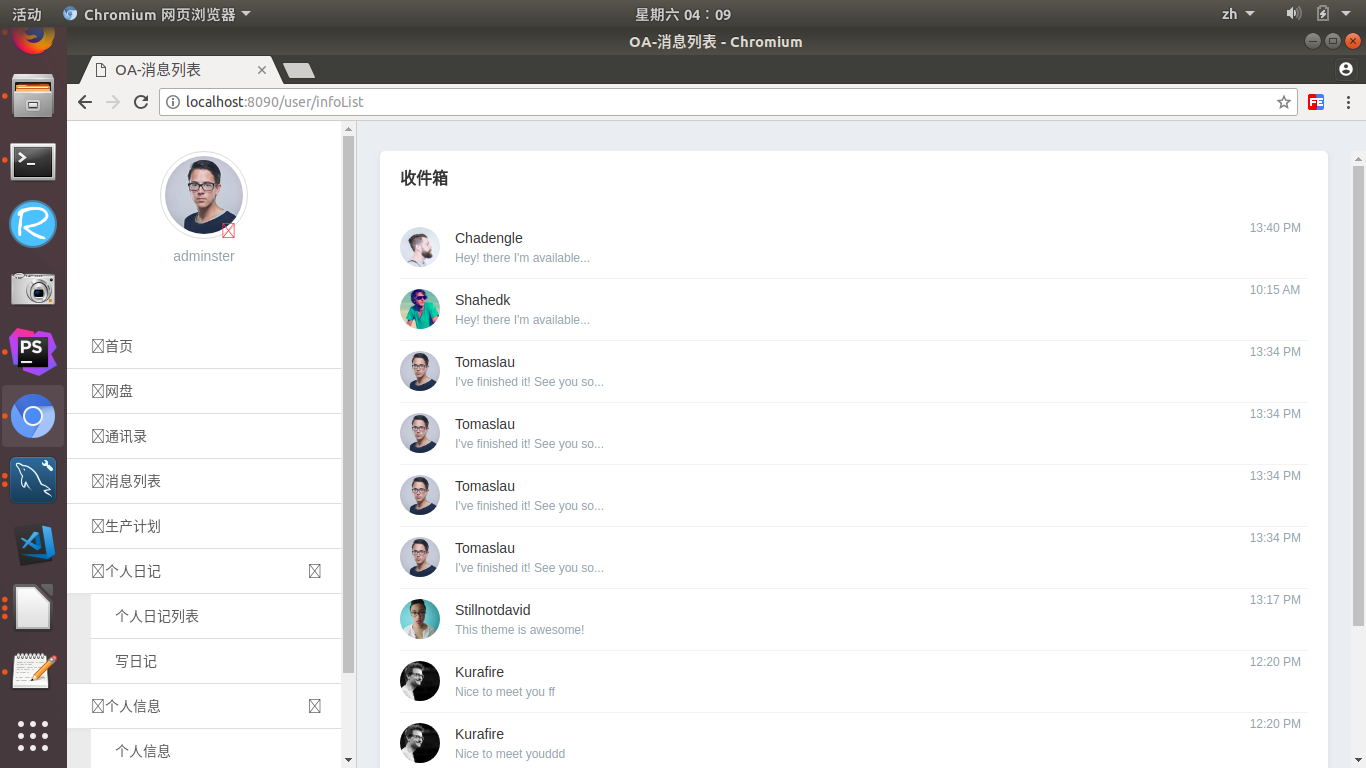 活动 Chromium 网页浏览器 星期六 04：09 zh
OA-消息列表 - Chromium
OA-消息列表
localhost:8090/user/infoList
FE
adminster
首页
网盘
通讯录
消息列表
生产计划
个人日记
个人日记列表
写日记
个人信息
个人信息
收件箱
Chadengle 13:40 PM
Hey! there I'm available...
Shahedk 10:15 AM
Hey! there I'm available...
Tomaslau 13:34 PM
I've finished it! See you so...
Tomaslau 13:34 PM
I've finished it! See you so...
Tomaslau 13:34 PM
I've finished it! See you so...
Tomaslau 13:34 PM
I've finished it! See you so...
Stillnotdavid 13:17 PM
This theme is awesome!
Kurafire 12:20 PM
Nice to meet you ff
Kurafire 12:20 PM
Nice to meet youddd
R
PS